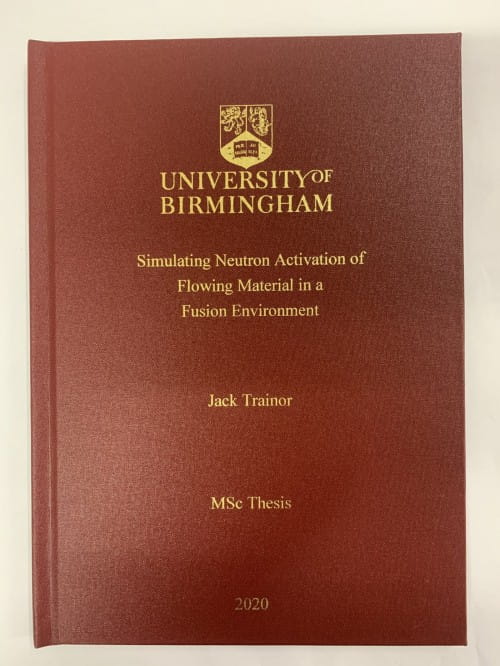 UNIVERSITY OF
BIRMINGHAM
Simulating Neutron Activation of
Flowing Material in a
Fusion Environment
Jack Trainor
MSc Thesis
2020